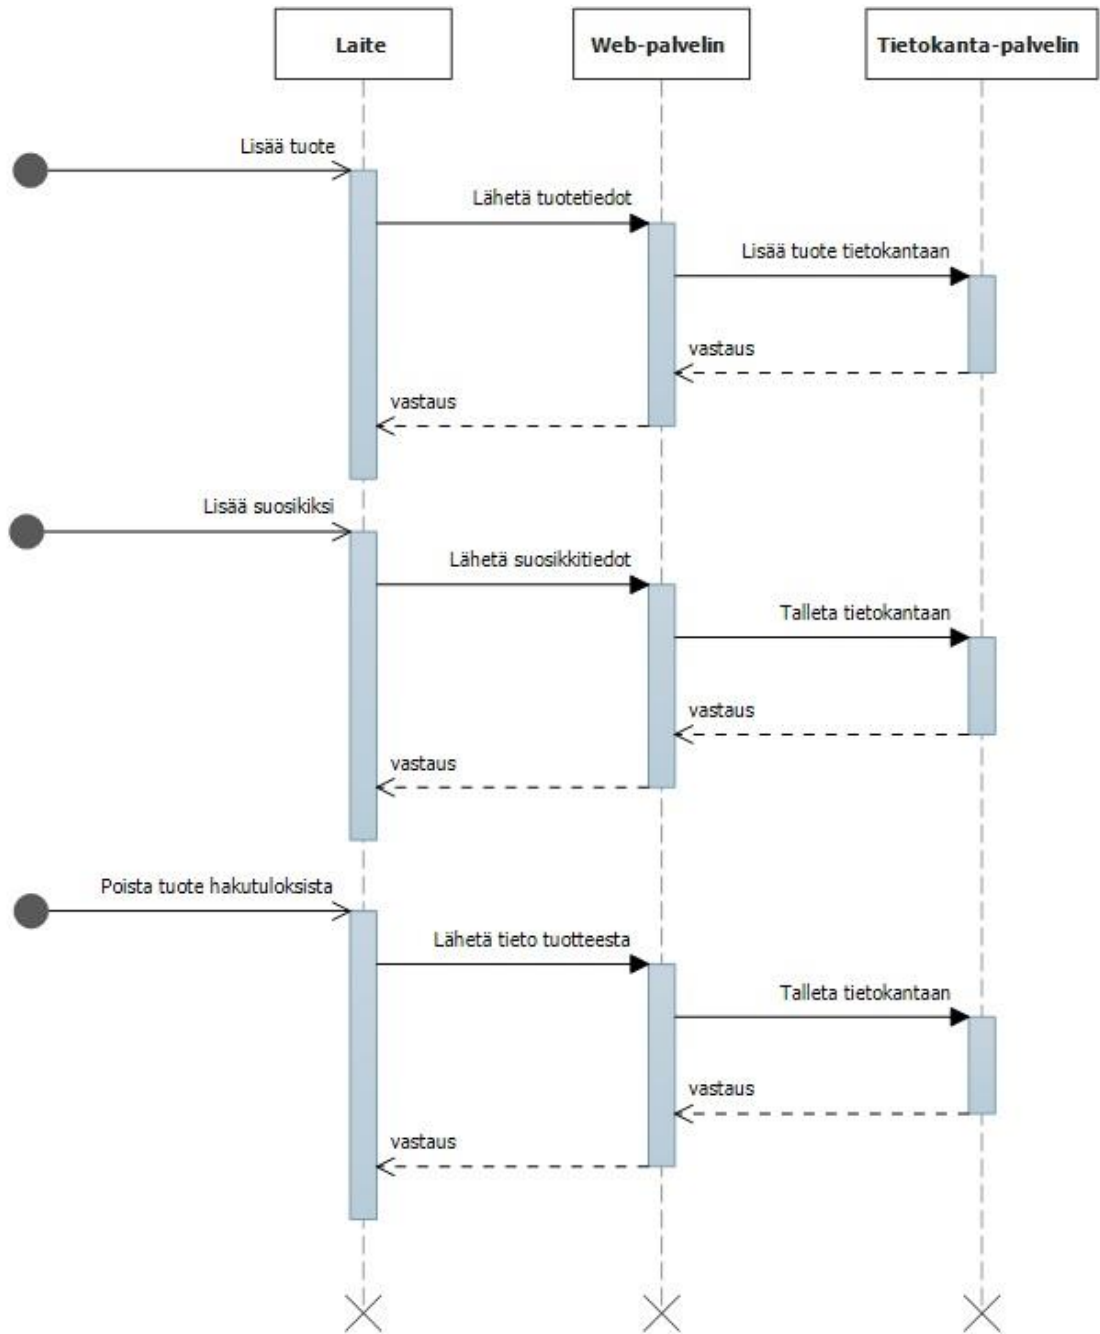 Laite
Web-palvelin
Tietokanta-palvelin
Lisää tuote
Lähetä tuotetiedot
Lisää tuote tietokantaan
vastaus
vastaus
Lisää suosikiksi
Lähetä suosikkitiedot
Talleta tietokantaan
vastaus
vastaus
Poista tuote hakutuloksista
Lähetä tieto tuotteesta
Talleta tietokantaan
vastaus
vastaus